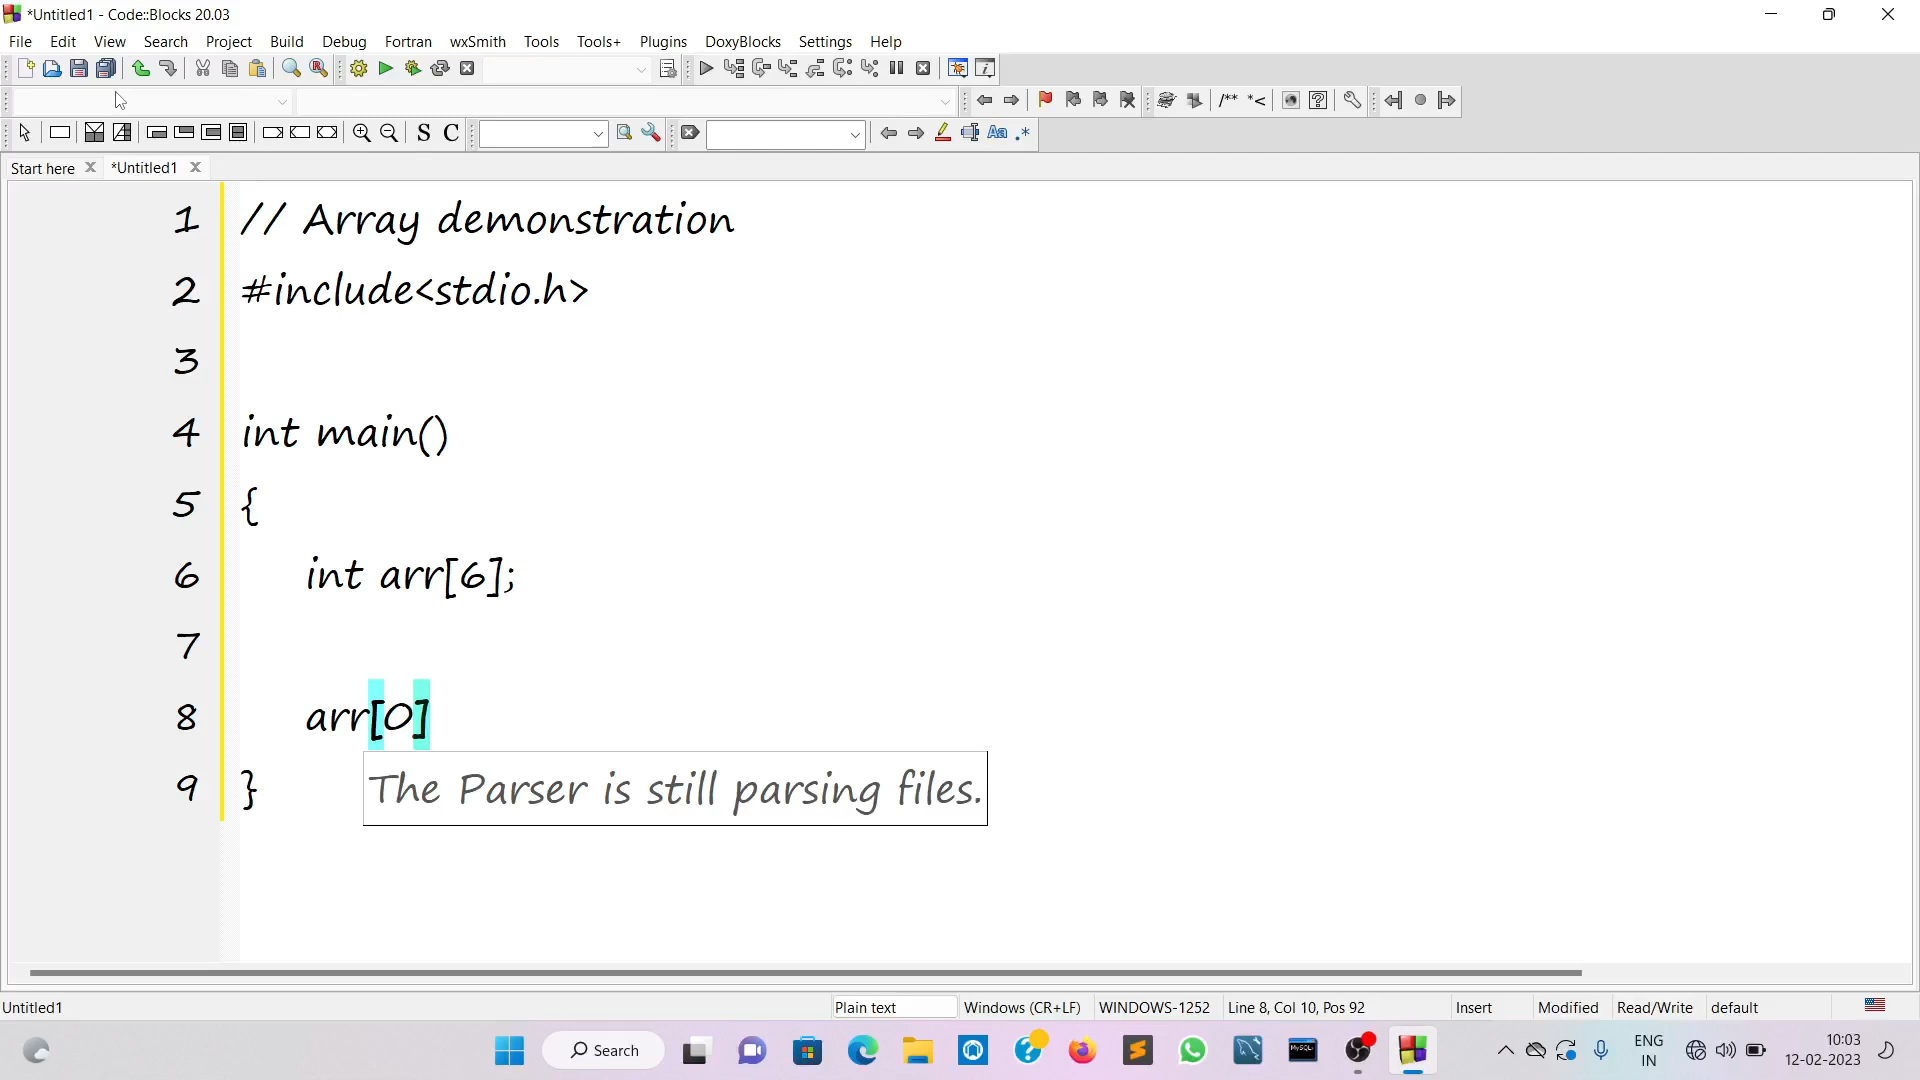 *Untitled1 - Code::Blocks 20.03
File Edit View Search Project Build Debug Fortran wxSmith Tools Tools+ Plugins DoxyBlocks Settings Help
/** *<
S C Aa .*
Start here *Untitled1
1 // Array demonstration
2 #include<stdio.h>
3
4 int main()
5 {
6 int arr[6];
7
8 arr[0]
The Parser is still parsing files.
9 }
Untitled1 Plain text Windows (CR+LF) WINDOWS-1252 Line 8, Col 10, Pos 92 Insert Modified Read/Write default
Search MySQL ENG 10:03
IN 12-02-2023